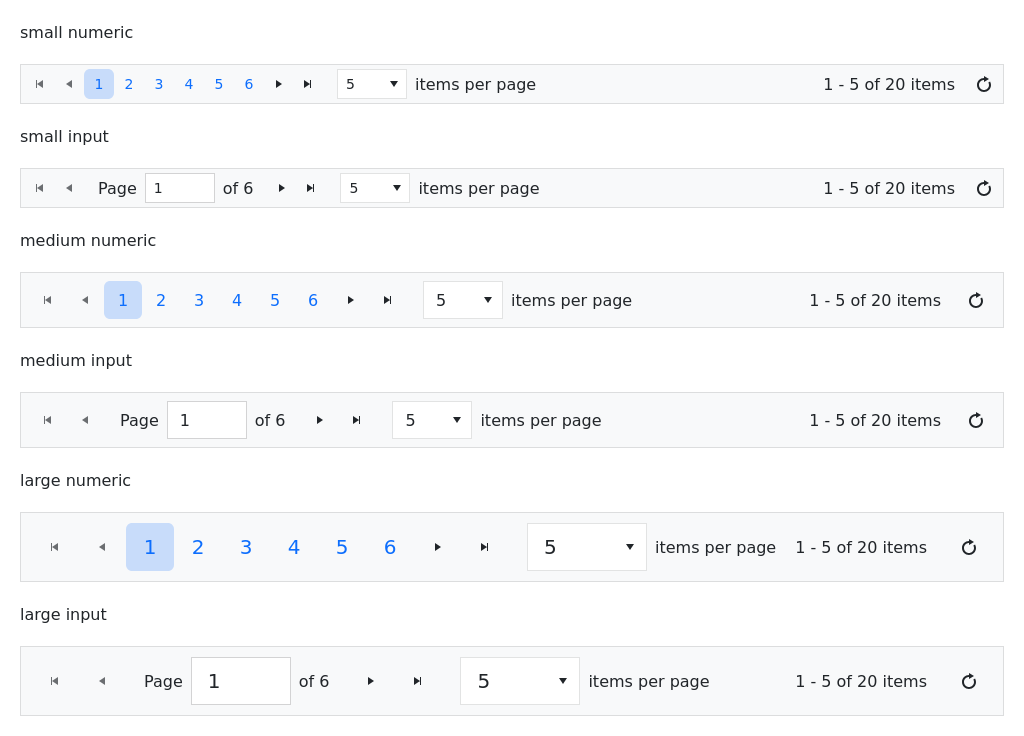 small numeric
1 2 3 4 5 6 5 items per page 1 - 5 of 20 items
small input
Page 1 of 6 5 items per page 1 - 5 of 20 items
medium numeric
1 2 3 4 5 6 5 items per page 1 - 5 of 20 items
medium input
Page 1 of 6 5 items per page 1 - 5 of 20 items
large numeric
1 2 3 4 5 6 5 items per page 1 - 5 of 20 items
large input
Page 1 of 6 5 items per page 1 - 5 of 20 items